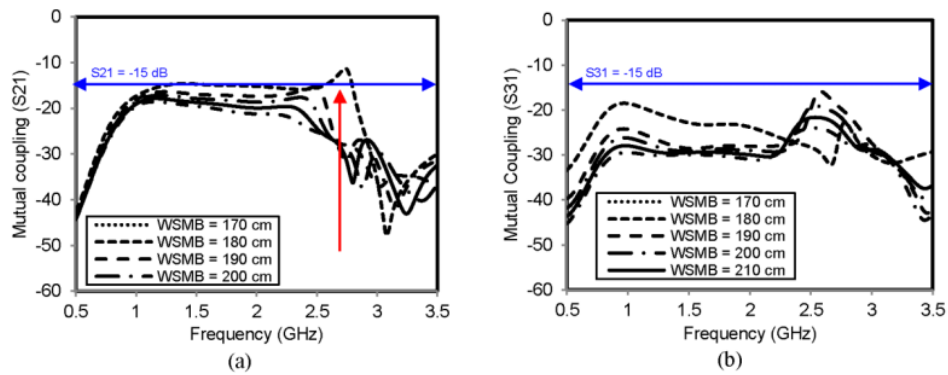 0
-10
-20
-30
-40
-50
-60
Mutual coupling (S21)
S21 = -15 dB
WSMB = 170 cm
WSMB = 180 cm
WSMB = 190 cm
WSMB = 200 cm
0.5 1 1.5 2 2.5 3 3.5
Frequency (GHz)
(a)
0
-10
-20
-30
-40
-50
-60
Mutual Coupling (S31)
S31 = -15 dB
WSMB = 170 cm
WSMB = 180 cm
WSMB = 190 cm
WSMB = 200 cm
WSMB = 210 cm
0.5 1 1.5 2 2.5 3 3.5
Frequency (GHz)
(b)